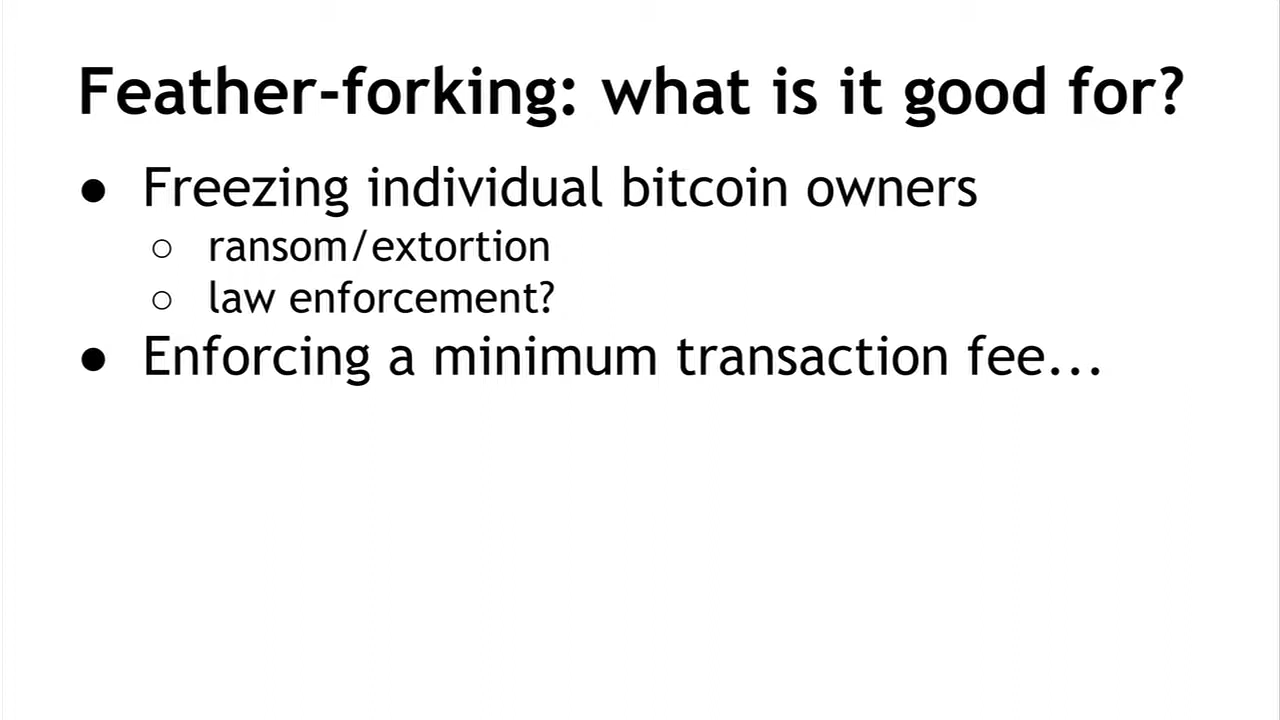 Feather-forking: what is it good for?
● Freezing individual bitcoin owners
○ ransom/extortion
○ law enforcement?
● Enforcing a minimum transaction fee...